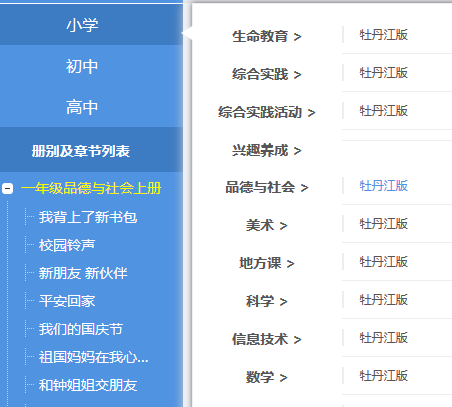 小学
初中
高中
册别及章节列表
一年级品德与社会上册
我背上了新书包
校园铃声
新朋友 新伙伴
平安回家
我们的国庆节
祖国妈妈在我心...
和钟姐姐交朋友
生命教育 > 牡丹江版
综合实践 > 牡丹江版
综合实践活动 > 牡丹江版
兴趣养成 >
品德与社会 > 牡丹江版
美术 > 牡丹江版
地方课 > 牡丹江版
科学 > 牡丹江版
信息技术 > 牡丹江版
数学 > 牡丹江版